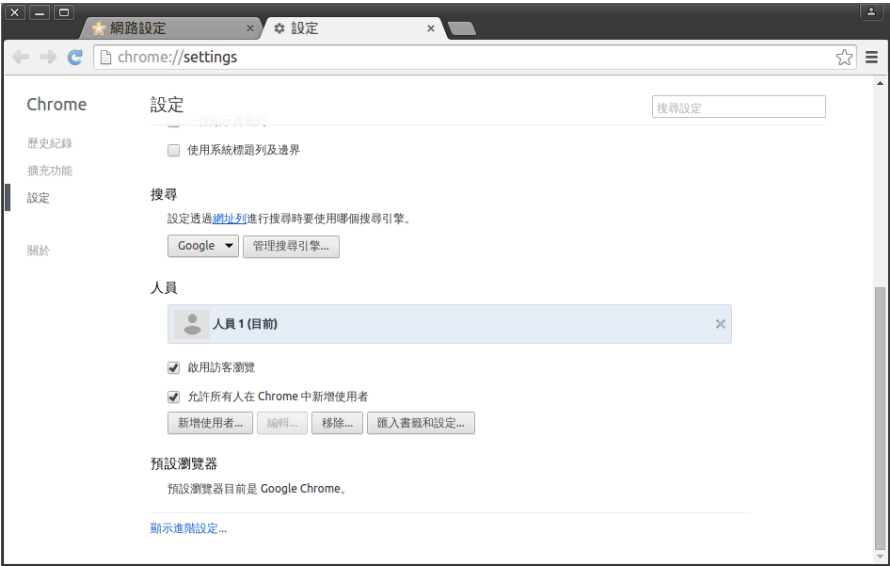 網路設定
設定
chrome://settings
Chrome
設定
搜尋設定
歷史紀錄
擴充功能
設定
關於
使用系統標題列及邊界
搜尋
設定透過網址列進行搜尋時要使用哪個搜尋引擎。
Google 管理搜尋引擎...
人員
人員 1 (目前)
啟用訪客瀏覽
允許所有人在 Chrome 中新增使用者
新增使用者... 編輯... 移除... 匯入書籤和設定...
預設瀏覽器
預設瀏覽器目前是 Google Chrome。
顯示進階設定...